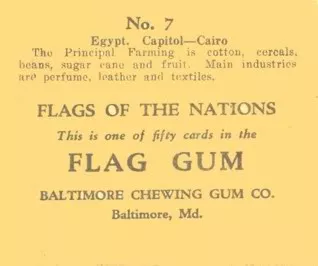 No. 7
Egypt. Capitol—Cairo
The Principal Farming is cotton, cereals,
beans, sugar cane and fruit. Main industries
are perfume, leather and textiles.
FLAGS OF THE NATIONS
This is one of fifty cards in the
FLAG GUM
BALTIMORE CHEWING GUM CO.
Baltimore, Md.